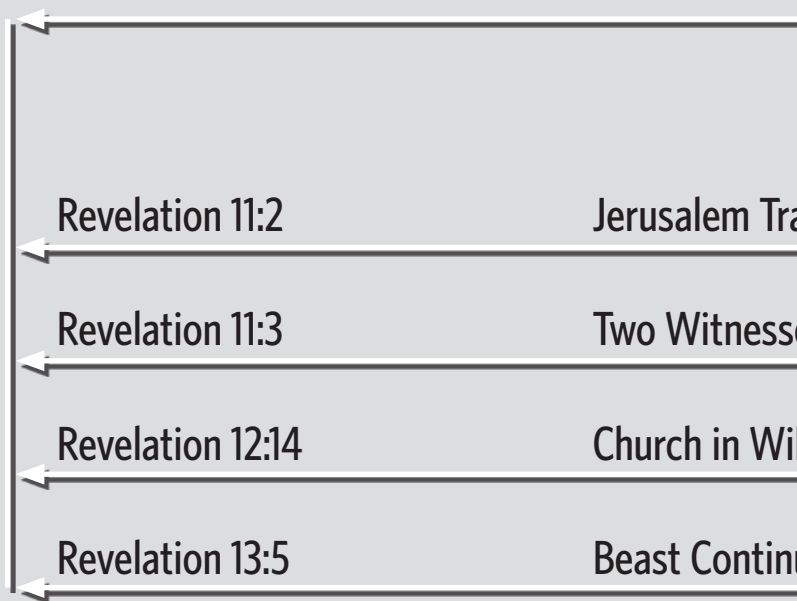 Revelation 11:2 Jerusalem
Revelation 11:3 Two
Revelation 12:14 Church in
Revelation 13:5 Beast